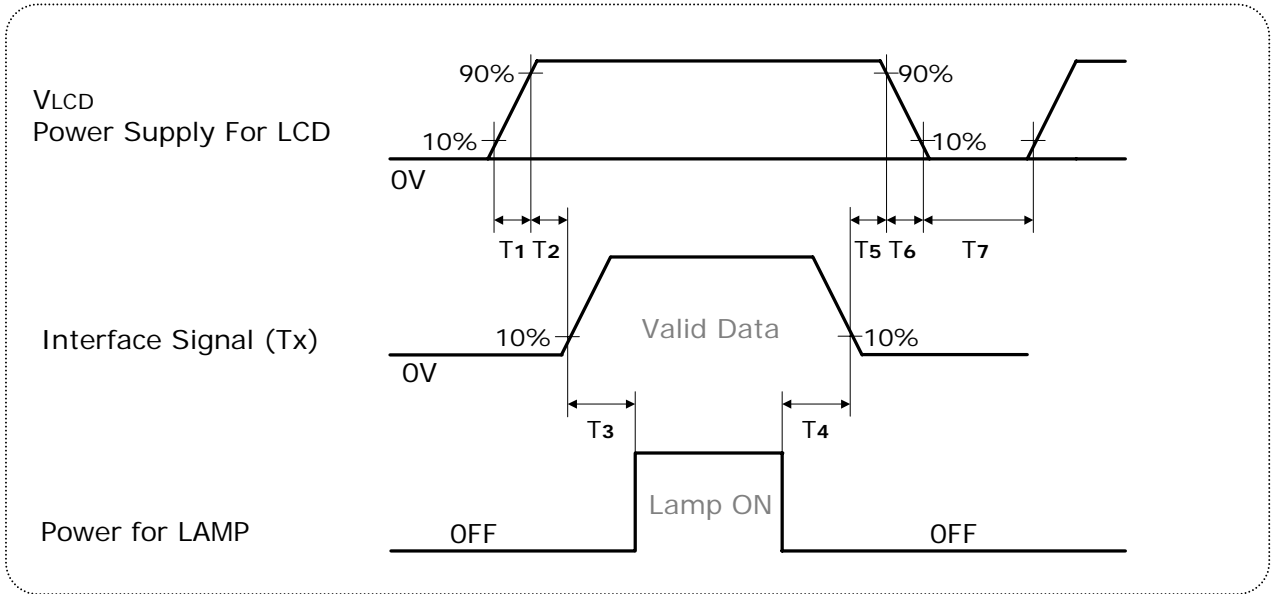 90%
90%
VLCD
Power Supply For LCD
10%
10%
0V
T1 T2
T5 T6
T7
Interface Signal (Tx)
10%
Valid Data
10%
0V
T3
T4
Lamp ON
Power for LAMP
OFF
OFF